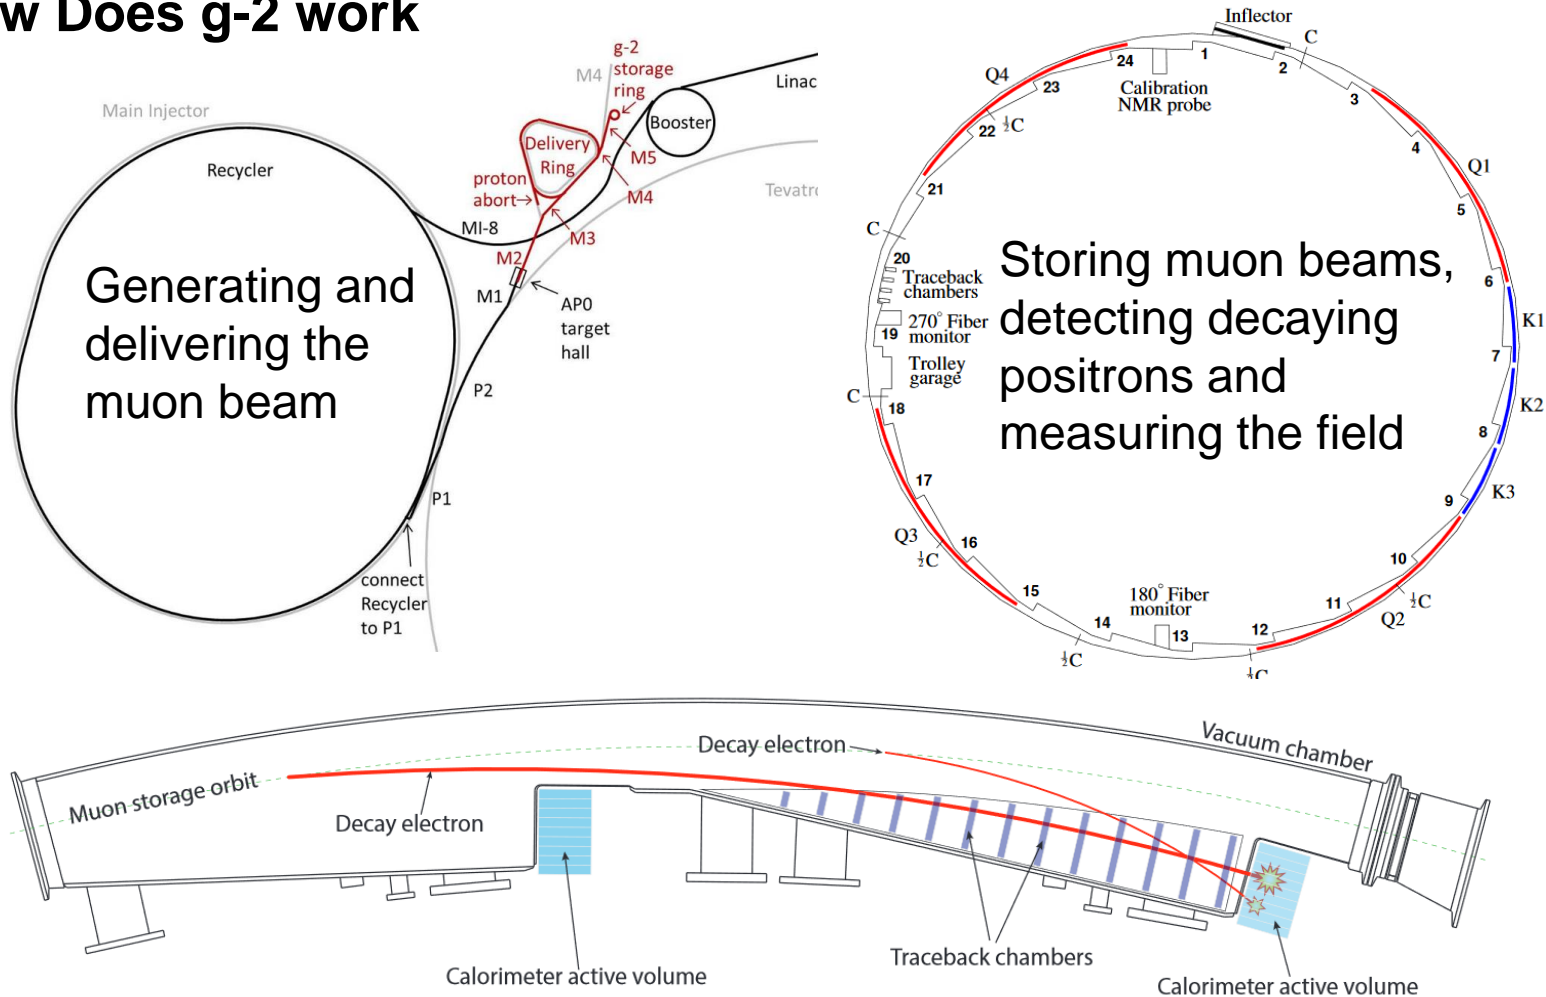 w Does g-2 work
Main Injector
Recycler
Generating and
delivering the
muon beam
g-2
storage
ring
M4
Linac
Booster
Delivery
Ring
M5
proton
abort→
M4
MI-8
M3
M2
M1
AP0
target
hall
P2
P1
connect
Recycler
to P1
Tevatr
Inflector
C
1
2
3
4
5
6
7
8
9
10
11
12
13
14
15
16
17
18
19
20
21
22
23
24
Calibration
NMR probe
Q4
½C
Q1
K1
K2
K3
½C
Q2
½C
180° Fiber
monitor
½C
Q3
½C
C
Trolley
garage
270° Fiber
monitor
Traceback
chambers
C
Storing muon beams,
detecting decaying
positrons and
measuring the field
Decay electron
Vacuum chamber
Muon storage orbit
Decay electron
Traceback chambers
Calorimeter active volume
Calorimeter active volume